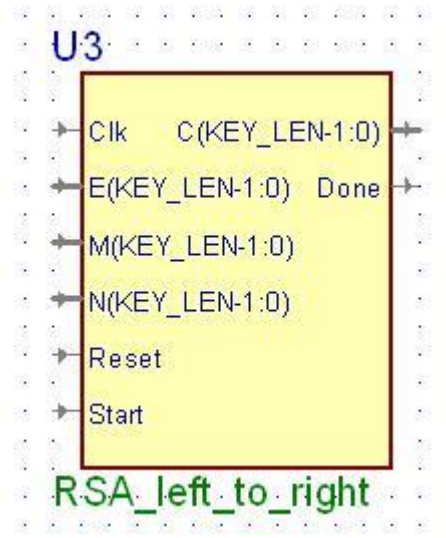 U3
Clk C(KEY_LEN-1:0)
E(KEY_LEN-1:0) Done
M(KEY_LEN-1:0)
N(KEY_LEN-1:0)
Reset
Start
RSA_left_to_right